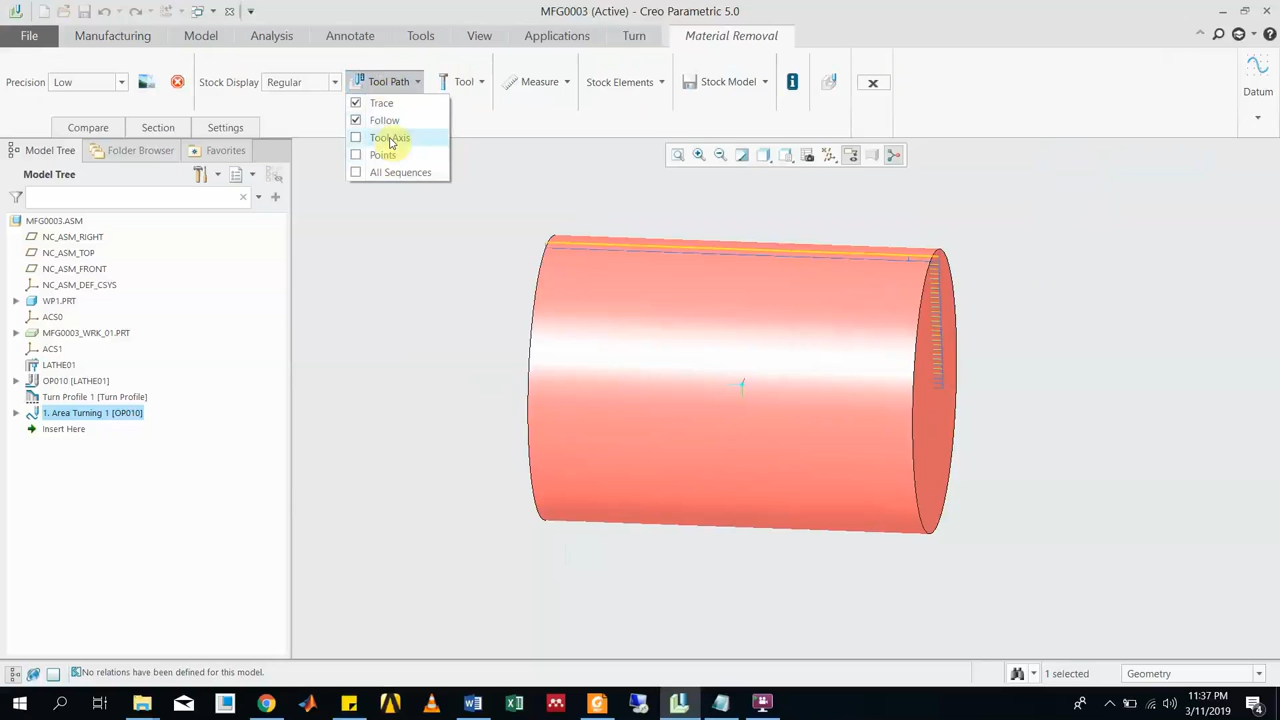 MFG0003 (Active) - Creo Parametric 5.0
File Manufacturing Model Analysis Annotate Tools View Applications Turn Material Removal
Precision Low Stock Display Regular Tool Path Tool Measure Stock Elements Stock Model Datum
Trace
Follow
Tool Axis
Points
All Sequences
Compare Section Settings
Model Tree Folder Browser Favorites
Model Tree
MFG0003.ASM
NC_ASM_RIGHT
NC_ASM_TOP
NC_ASM_FRONT
NC_ASM_DEF_CSYS
WP1.PRT
ACS0
MFG0003_WRK_01.PRT
ACS1
LATHE01
OP010 [LATHE01]
Turn Profile 1 [Turn Profile]
1. Area Turning 1 [OP010]
Insert Here
No relations have been defined for this model. 1 selected Geometry
11:37 PM
3/11/2019